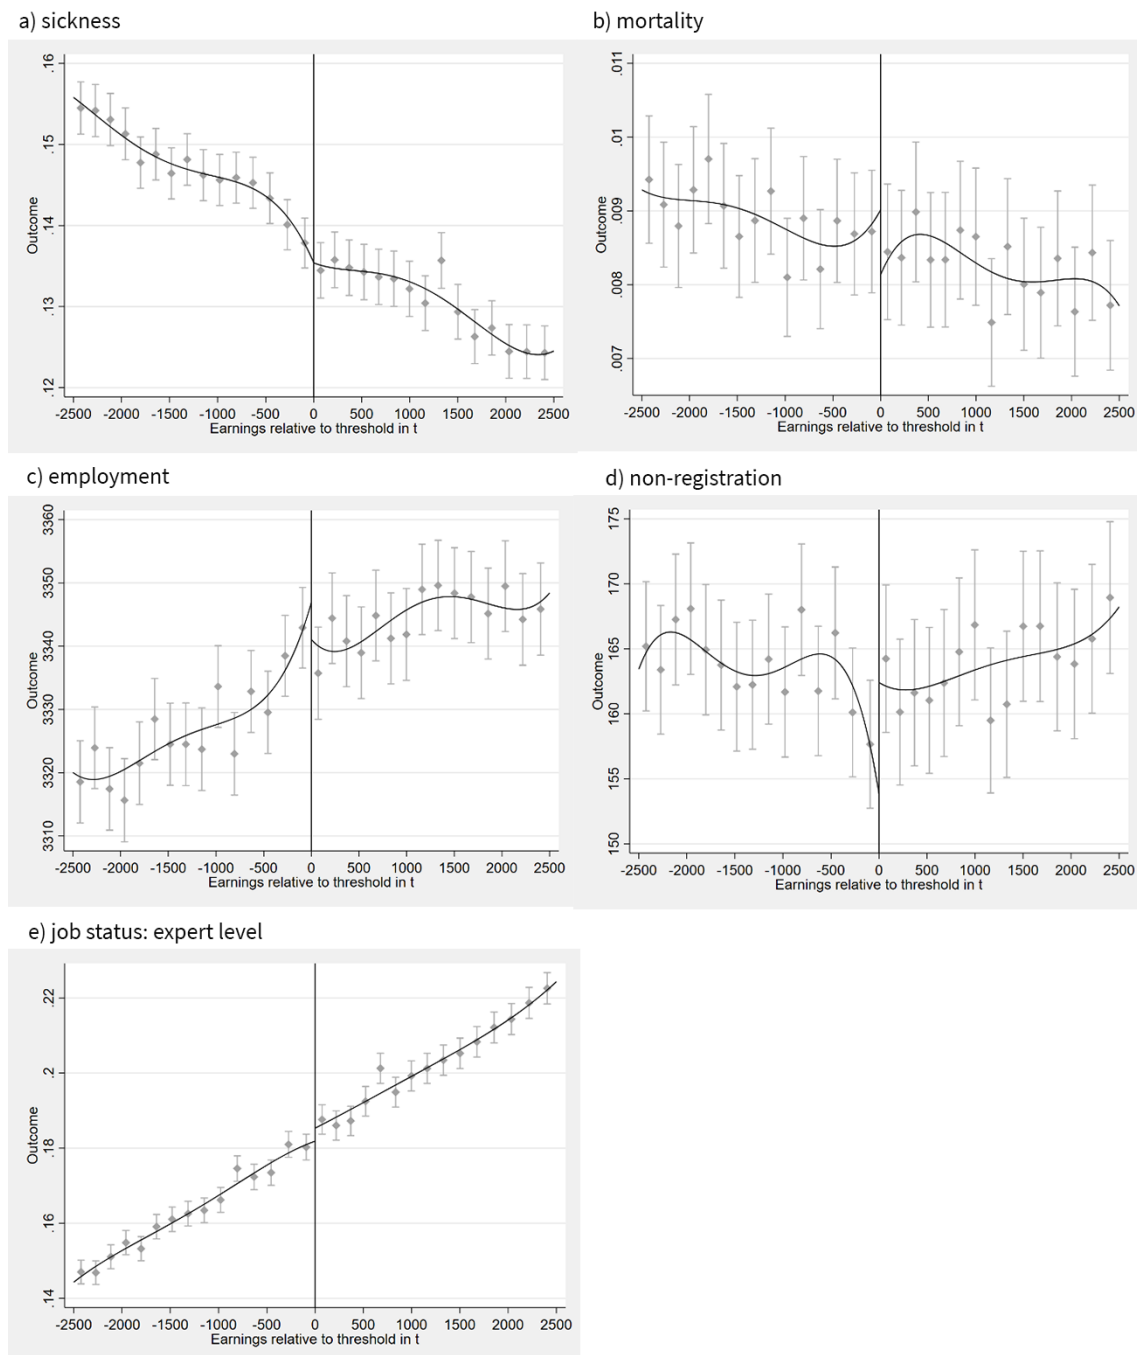 a) sickness
Outcome
.16
.15
.14
.13
.12
-2500 -2000 -1500 -1000 -500 0 500 1000 1500 2000 2500
Earnings relative to threshold in t
b) mortality
Outcome
.011
.01
.009
.008
.007
-2500 -2000 -1500 -1000 -500 0 500 1000 1500 2000 2500
Earnings relative to threshold in t
c) employment
Outcome
3360
3350
3340
3330
3320
3310
-2500 -2000 -1500 -1000 -500 0 500 1000 1500 2000 2500
Earnings relative to threshold in t
d) non-registration
Outcome
175
170
165
160
155
150
-2500 -2000 -1500 -1000 -500 0 500 1000 1500 2000 2500
Earnings relative to threshold in t
e) job status: expert level
Outcome
.22
.2
.18
.16
.14
-2500 -2000 -1500 -1000 -500 0 500 1000 1500 2000 2500
Earnings relative to threshold in t